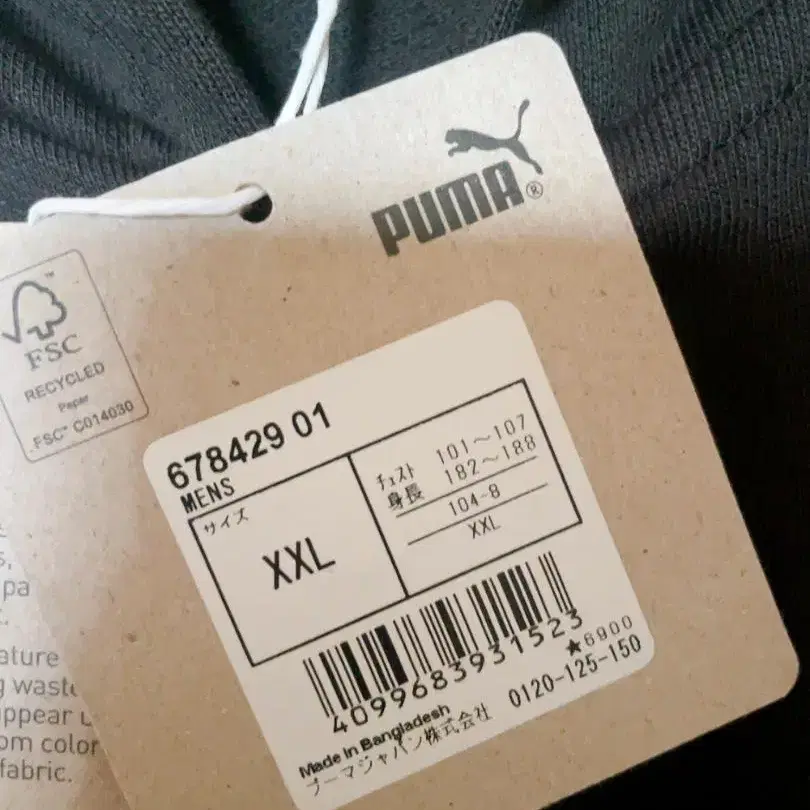 PUMA®
FSC™
RECYCLED
Paper
FSC® C014030
678429 01
MENS
サイズ
XXL
チェスト 101～107
身長 182～188
104-8
XXL
4099683931523
★6900
Made in Bangladesh
プーマジャパン株式会社 0120-125-150
s,
pa
ature
g waste
appear
om color
fabric.